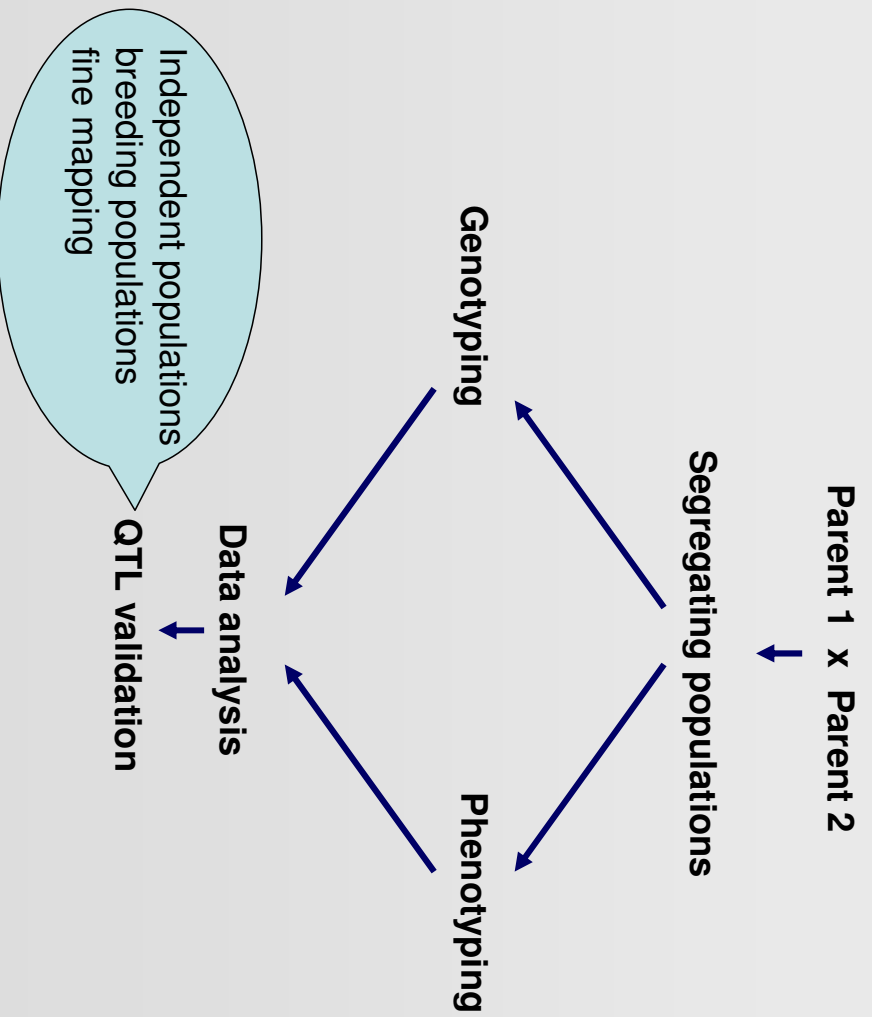 Parent 1 x Parent 2
Segregating populations
Genotyping
Phenotyping
Data analysis
QTL validation
Independent populations
breeding populations
fine mapping